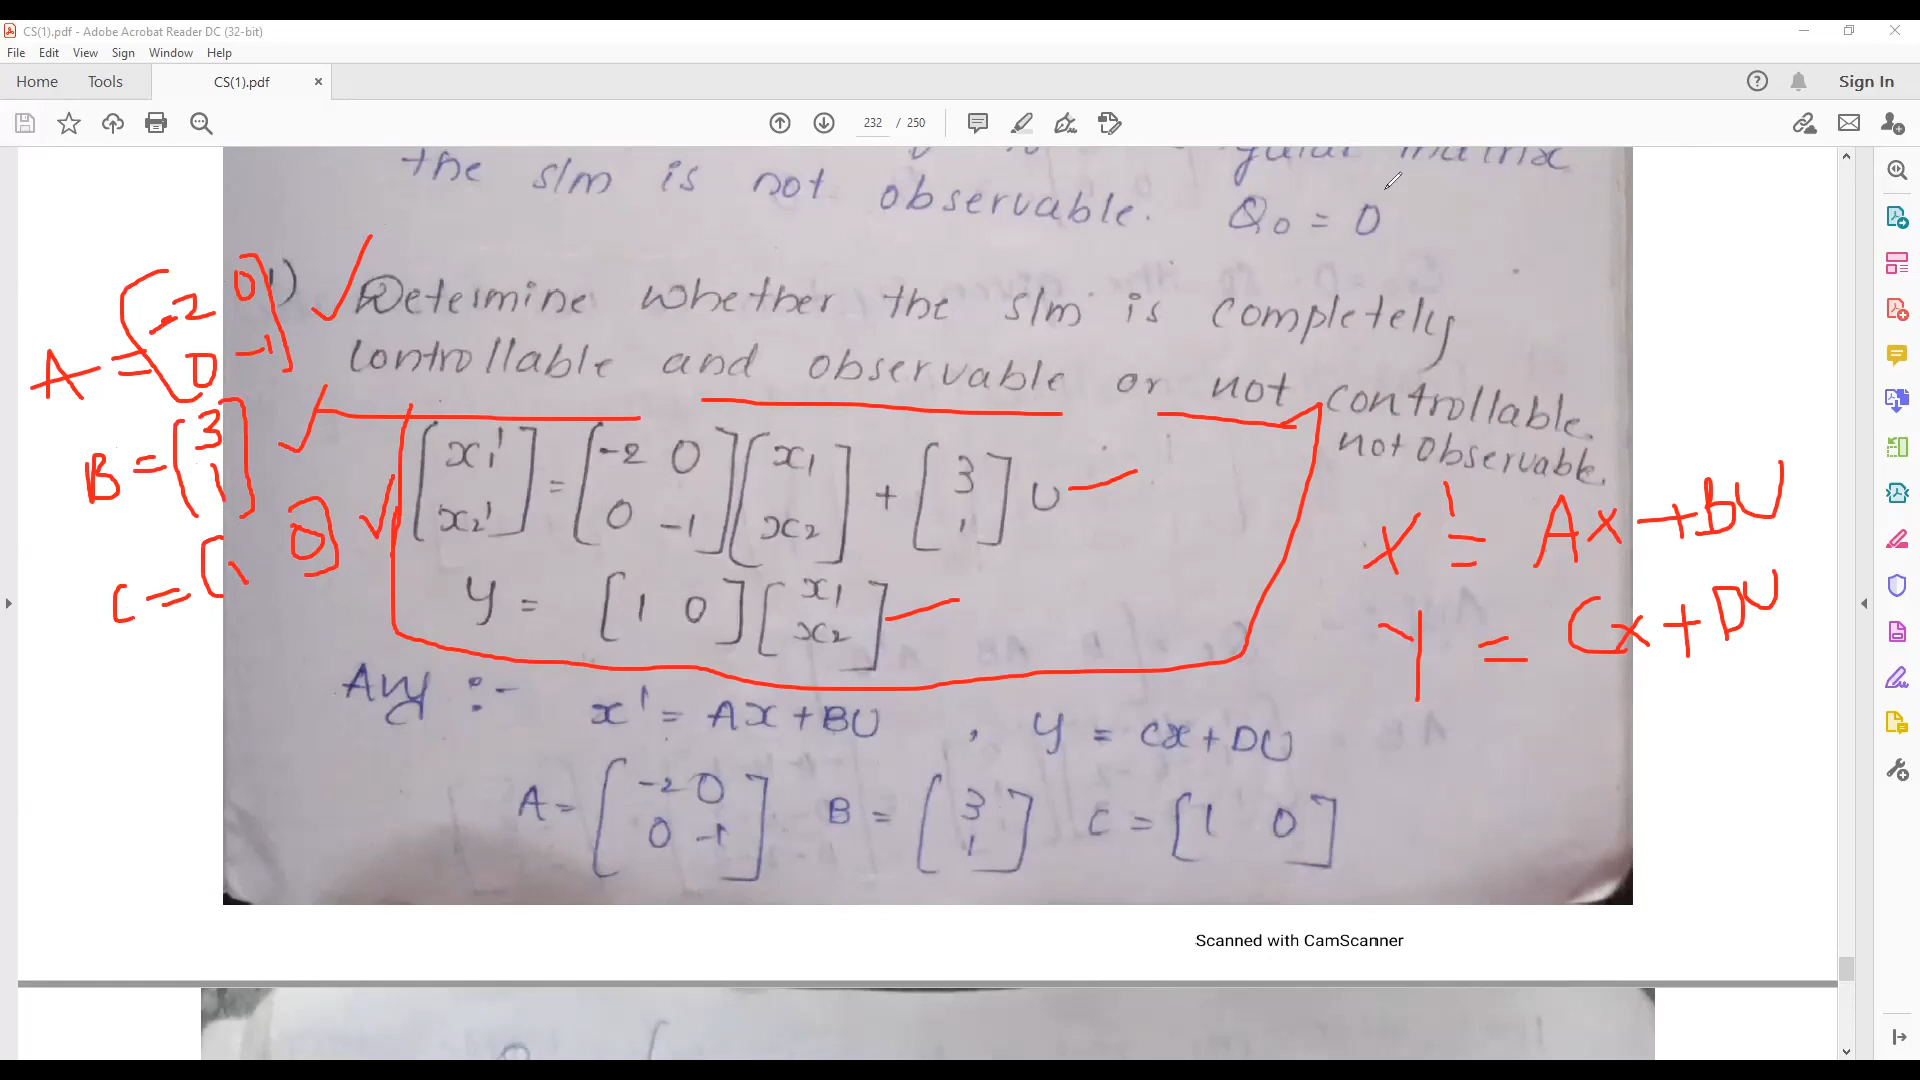 CS(1).pdf - Adobe Acrobat Reader DC (32-bit)
File Edit View Sign Window Help
Home Tools CS(1).pdf × Sign In
232 / 250
matrix
the s/m is not observable. Q0 = 0
1) Determine whether the s/m is completely
controllable and observable or not controllable.
not observable.
A = [-2 0
0 -1]
B = [3
1]
C = [1 0]
[x1'
x2'] = [-2 0
0 -1] [x1
x2] + [3
1] U
Y = [1 0] [x1
x2]
X' = AX + BU
Y = CX + DU
Ans :- x' = Ax + BU , Y = Cx + DU
A = [-2 0
0 -1] B = [3
1] C = [1 0]
Scanned with CamScanner